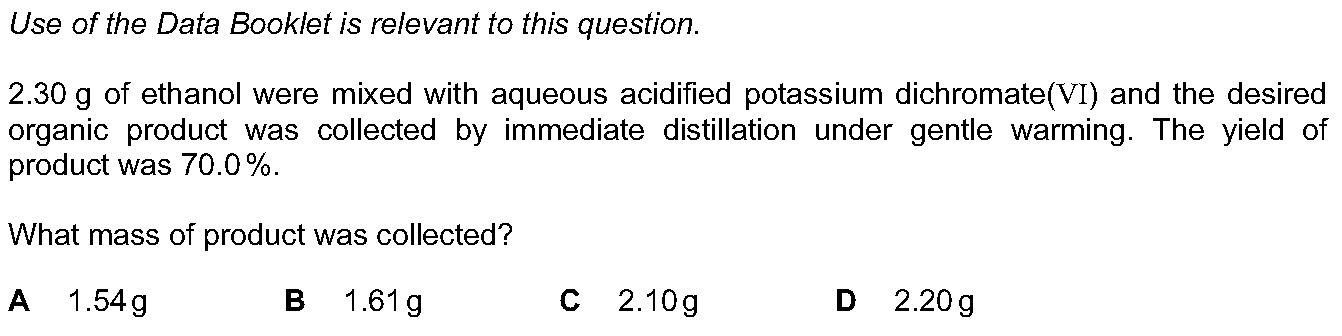 Use of the Data Booklet is relevant to this question.
2.30 g of ethanol were mixed with aqueous acidified potassium dichromate(VI) and the desired
organic product was collected by immediate distillation under gentle warming. The yield of
product was 70.0 %.
What mass of product was collected?
A 1.54 g B 1.61 g C 2.10 g D 2.20 g